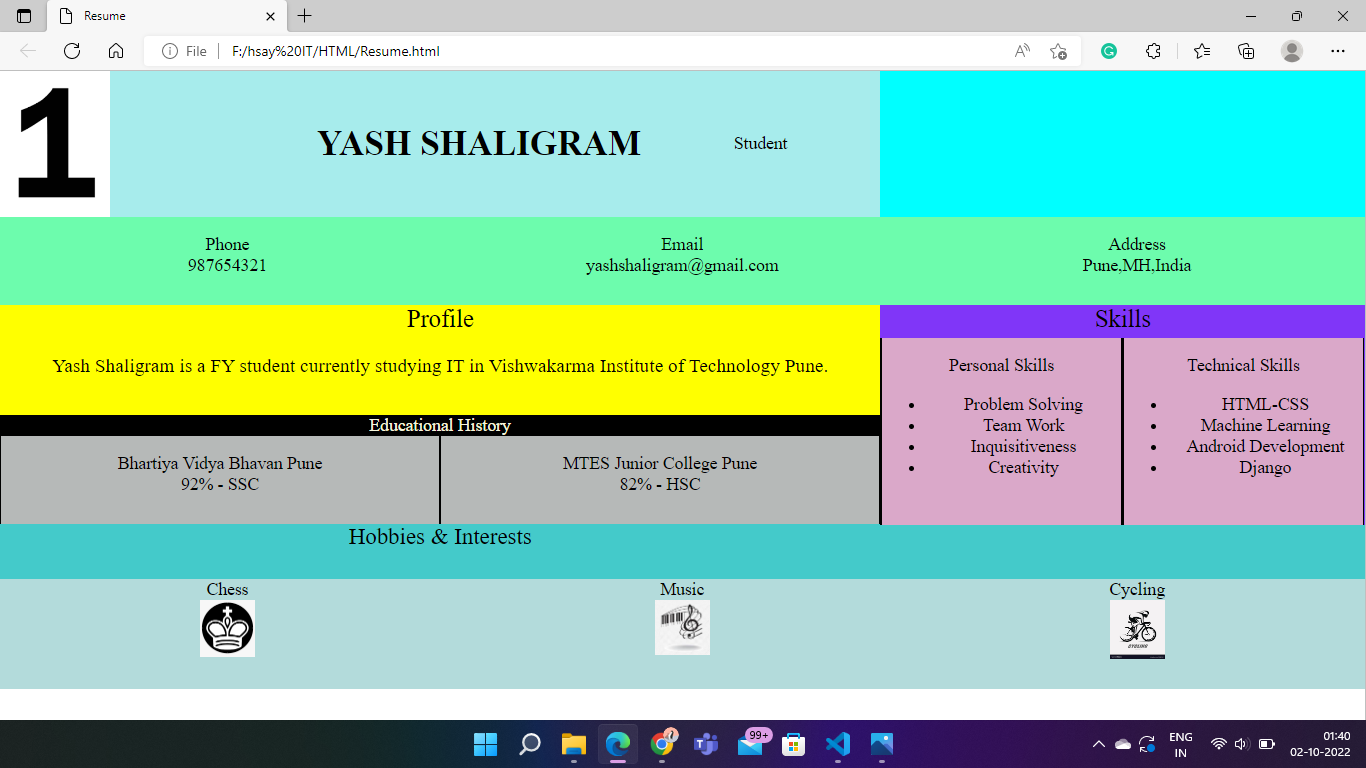 Resume
File
F:/hsay%20IT/HTML/Resume.html
1
YASH SHALIGRAM
Student
Phone
987654321
Email
yashshaligram@gmail.com
Address
Pune,MH,India
Profile
Yash Shaligram is a FY student currently studying IT in Vishwakarma Institute of Technology Pune.
Educational History
Bhartiya Vidya Bhavan Pune
92% - SSC
MTES Junior College Pune
82% - HSC
Skills
Personal Skills
Problem Solving
Team Work
Inquisitiveness
Creativity
Technical Skills
HTML-CSS
Machine Learning
Android Development
Django
Hobbies & Interests
Chess
Music
Cycling
CYCLING
99+
ENG
IN
01:40
02-10-2022